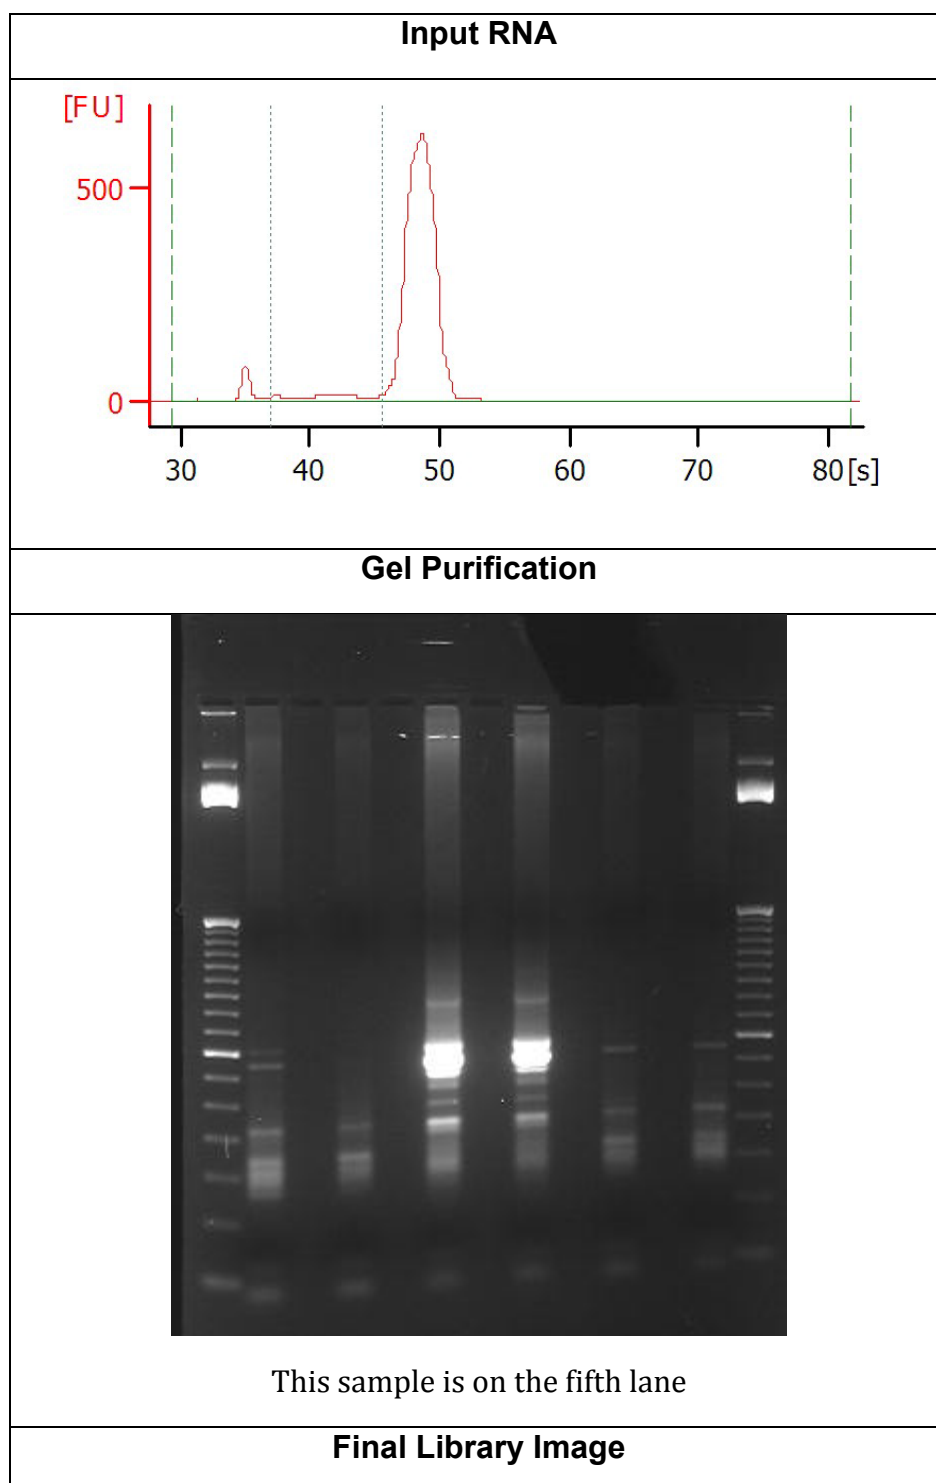 Input RNA
[FU]
500
0
30 40 50 60 70 80 [s]
Gel Purification
This sample is on the fifth lane
Final Library Image